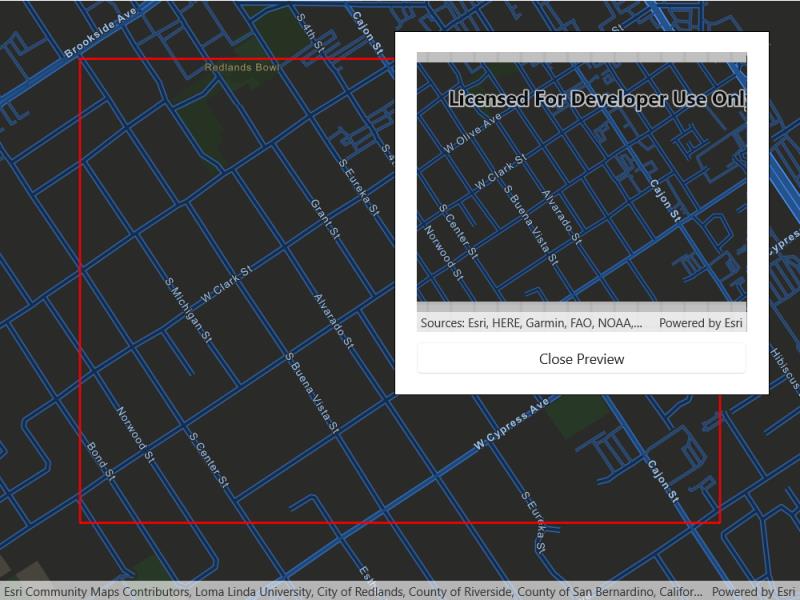 Brookside Ave
S 4th St
Cajon St
Redlands Bowl
S Eureka St
S 4
Grant St
W Clark St
S Michigan St
Alvarado St
S Buena Vista St
Norwood St
S Center St
Bond St
W Cypress Ave
S Eureka St
Cajon St
Cypres
Hibiscus
St
Licensed For Developer Use Onl
W Olive Ave
W Clark St
Cajon St
Alvarado St
S Buena Vista St
S Center St
Norwood St
Sources: Esri, HERE, Garmin, FAO, NOAA,...
Powered by Esri
Close Preview
Esri Community Maps Contributors, Loma Linda University, City of Redlands, County of Riverside, County of San Bernardino, Califor...
Powered by Esri